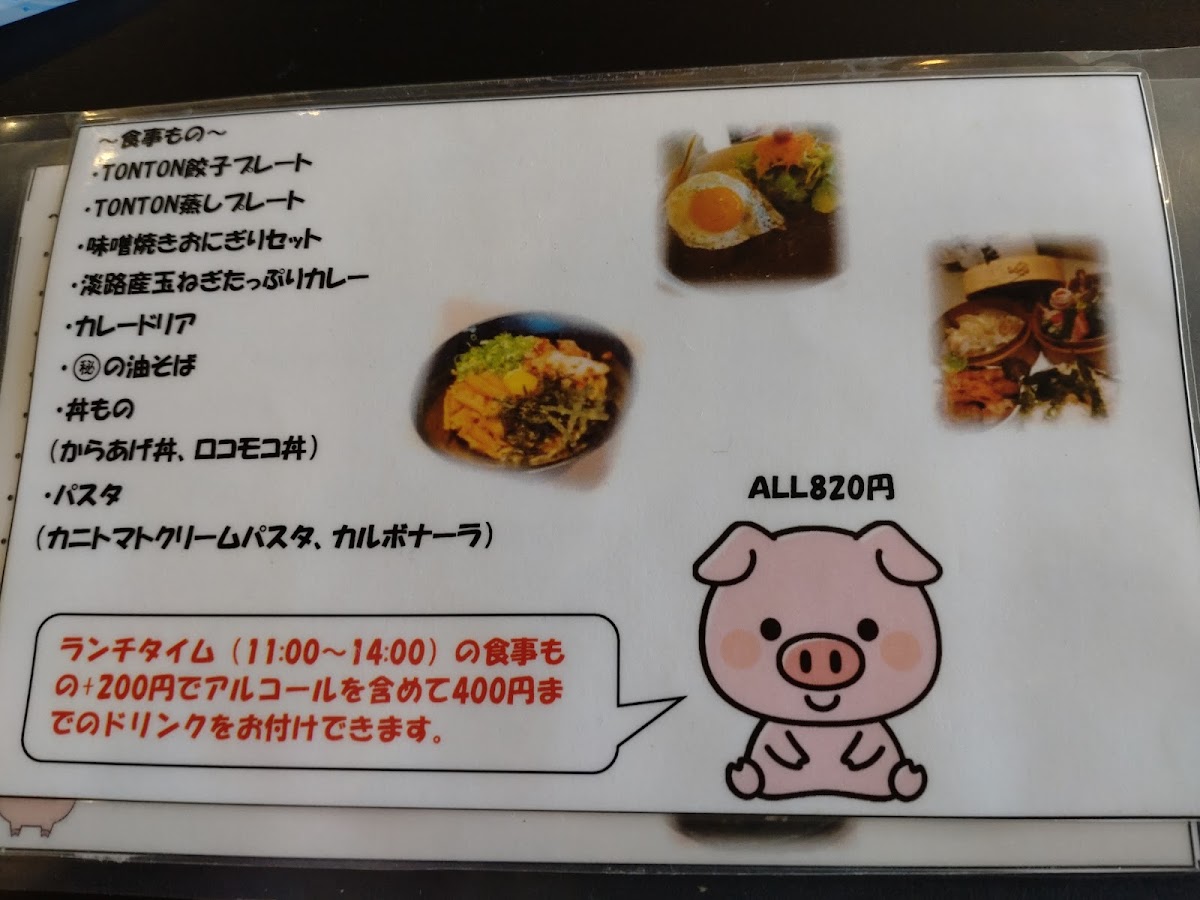 ～食事もの～
・TONTON餃子プレート
・TONTON蒸しプレート
・味噌焼きおにぎりセット
・淡路産玉ねぎたっぷりカレー
・カレードリア
・㊙の油そば
・丼もの
（からあげ丼、ロコモコ丼）
・パスタ
（カニトマトクリームパスタ、カルボナーラ）
ALL820円
ランチタイム（11:00～14:00）の食事も
の+200円でアルコールを含めて400円ま
でのドリンクをお付けできます。